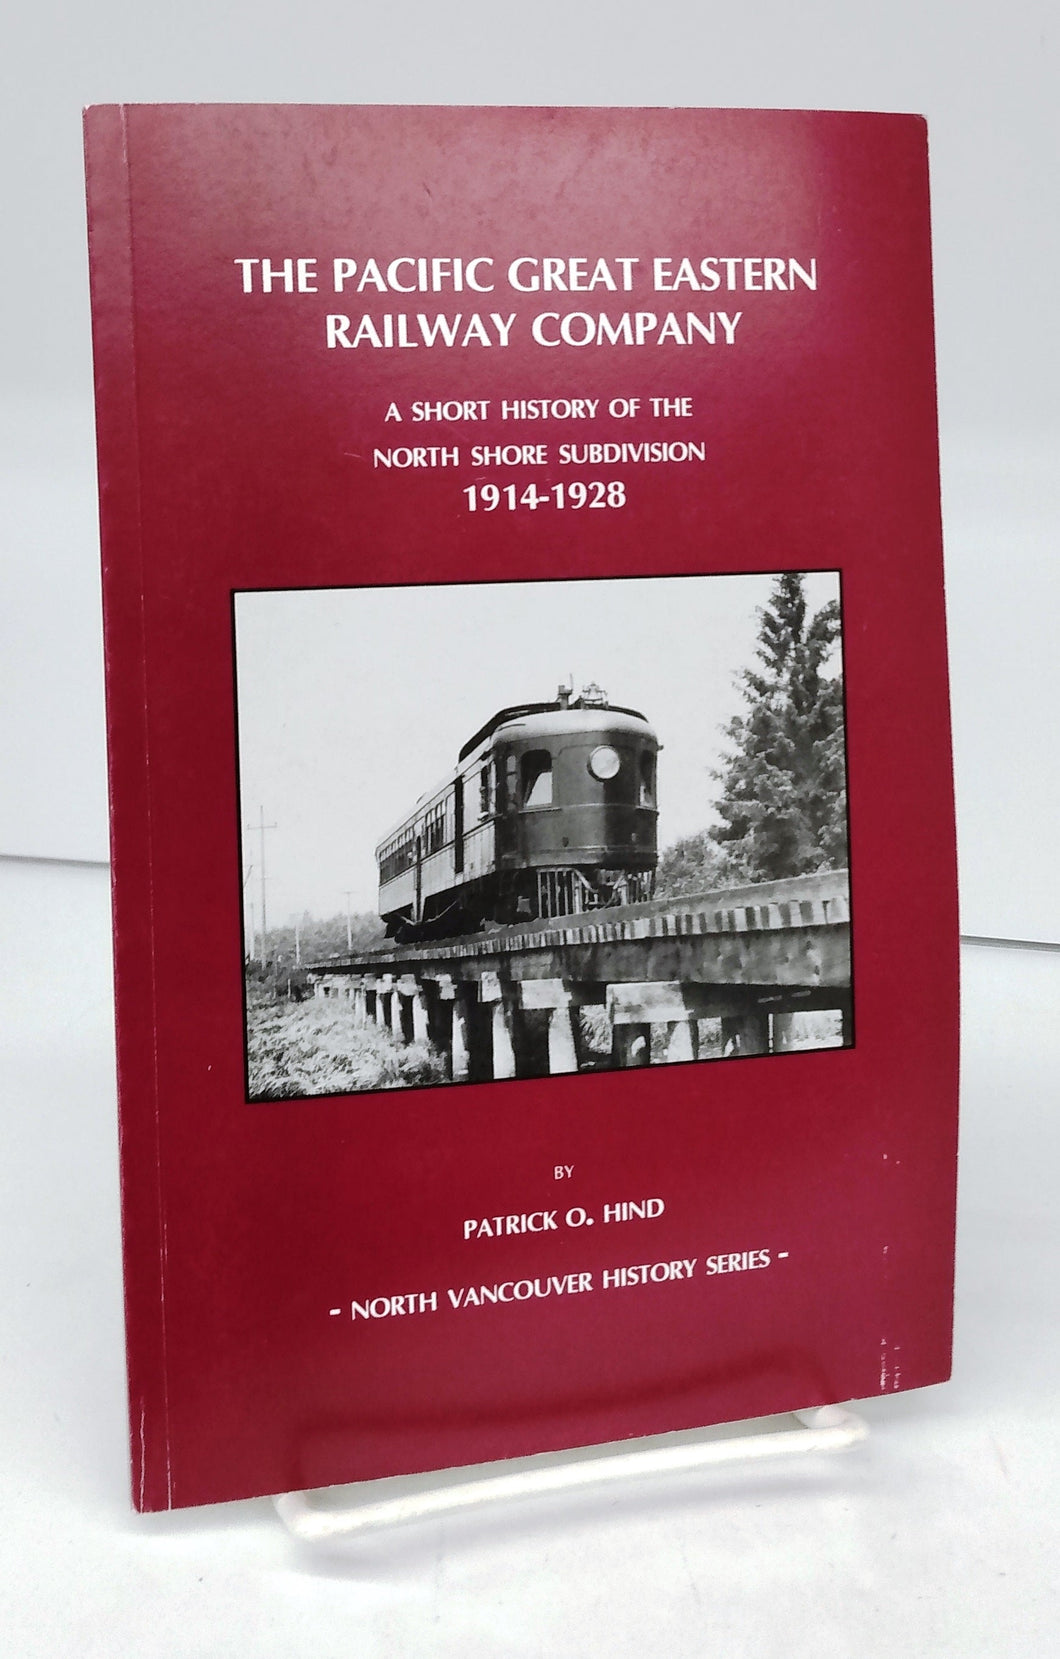 THE PACIFIC GREAT EASTERN
RAILWAY COMPANY
A SHORT HISTORY OF THE
NORTH SHORE SUBDIVISION
1914-1928
BY
PATRICK O. HIND
- NORTH VANCOUVER HISTORY SERIES -